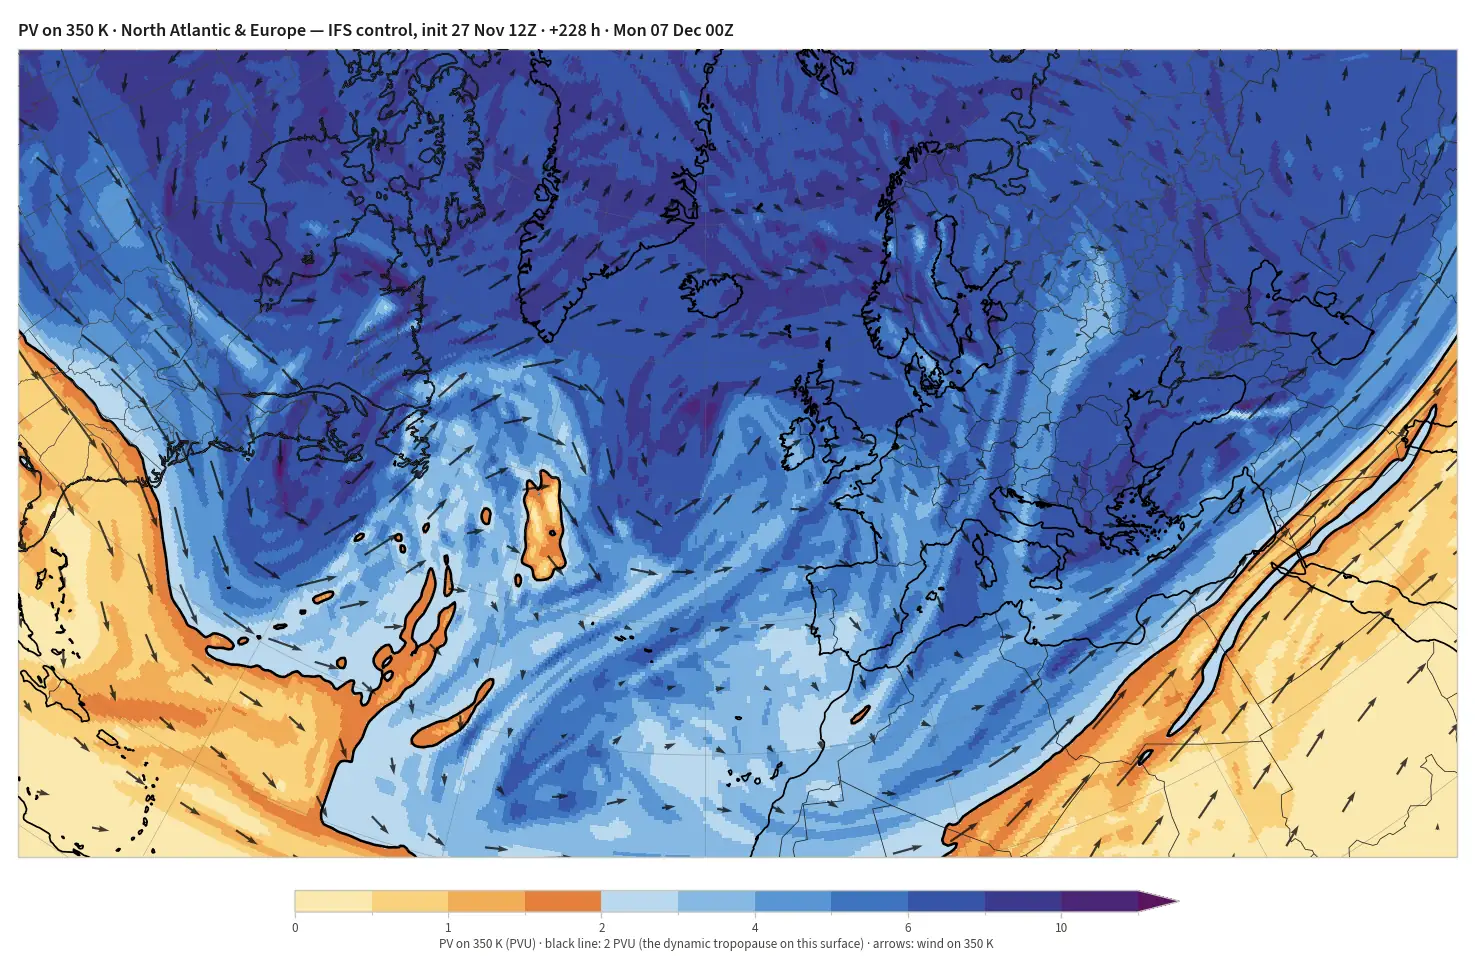 PV on 350 K · North Atlantic & Europe — IFS control, init 27 Nov 12Z · +228 h · Mon 07 Dec 00Z
0 1 2 4 6 10
PV on 350 K (PVU) · black line: 2 PVU (the dynamic tropopause on this surface) · arrows: wind on 350 K